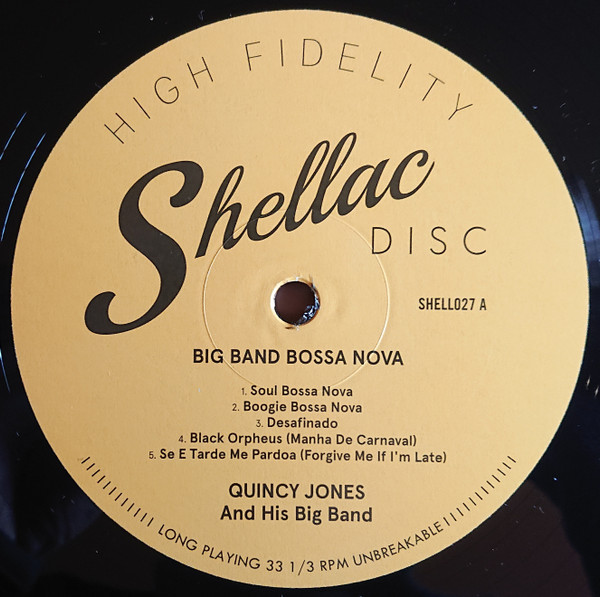 HIGH FIDELITY
Shellac
DISC
SHELL027 A
BIG BAND BOSSA NOVA
1. Soul Bossa Nova
2. Boogie Bossa Nova
3. Desafinado
4. Black Orpheus (Manha De Carnaval)
5. Se E Tarde Me Pardoa (Forgive Me If I'm Late)
QUINCY JONES
And His Big Band
LONG PLAYING 33 1/3 RPM UNBREAKABLE